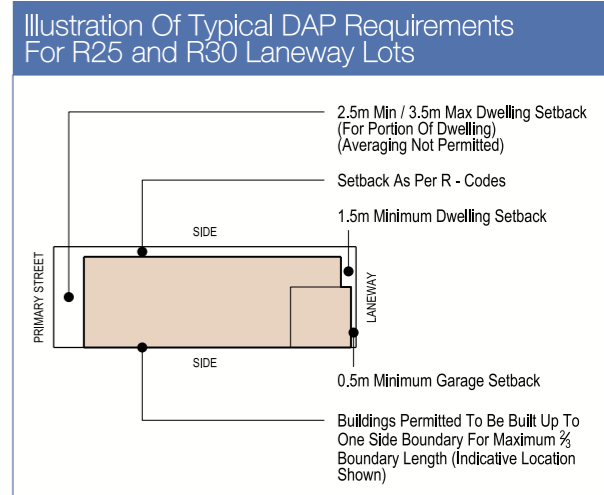 Illustration Of Typical DAP Requirements
For R25 and R30 Laneway Lots
2.5m Min / 3.5m Max Dwelling Setback
(For Portion Of Dwelling)
(Averaging Not Permitted)
Setback As Per R - Codes
1.5m Minimum Dwelling Setback
SIDE
PRIMARY STREET
LANEWAY
SIDE
0.5m Minimum Garage Setback
Buildings Permitted To Be Built Up To
One Side Boundary For Maximum ⅔
Boundary Length (Indicative Location
Shown)